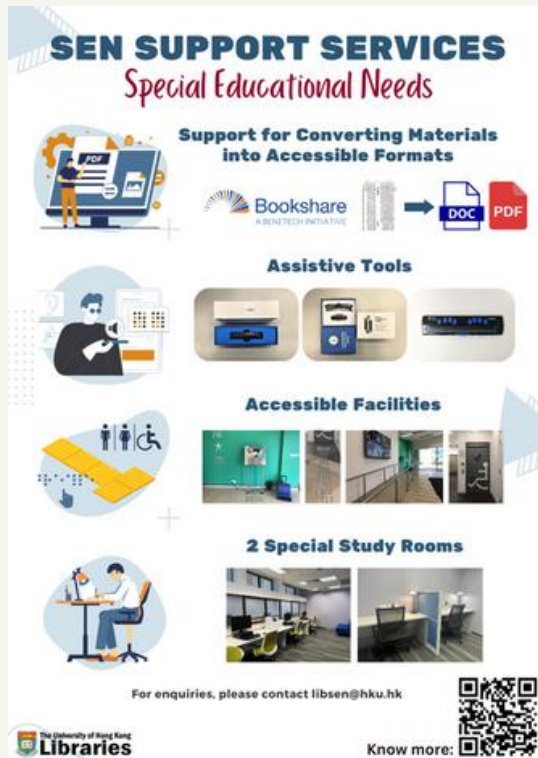 SEN SUPPORT SERVICES
Special Educational Needs
Support for Converting Materials
into Accessible Formats
PDF
Bookshare
A BENETECH INITIATIVE
DOC
PDF
Assistive Tools
Accessible Facilities
2 Special Study Rooms
For enquiries, please contact libsen@hku.hk
The University of Hong Kong
Libraries
Know more: